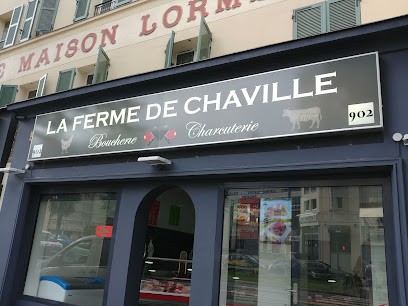 MAISON LORM
LA FERME DE CHAVILLE
Boucherie Charcuterie
902